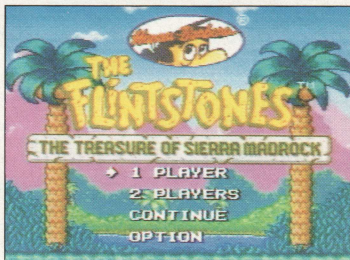 ®
THE
FLINTSTONES
THE TREASURE OF SIERRA MADROCK
1 PLAYER
2 PLAYERS
CONTINUE
OPTION